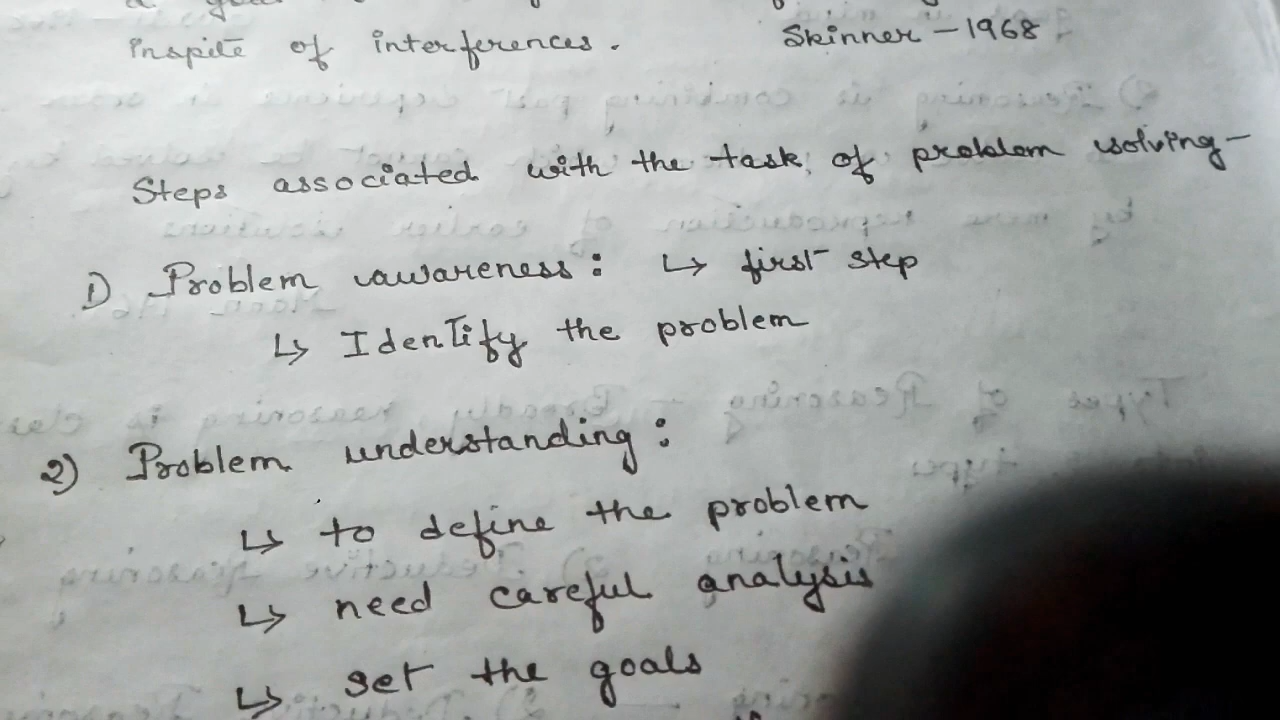 inspite of interferences. Skinner - 1968
Steps associated with the task of problem solving -
1) Problem awareness : ↳ first step
↳ Identify the problem
2) Problem understanding :
↳ to define the problem
↳ need careful analysis
↳ set the goals